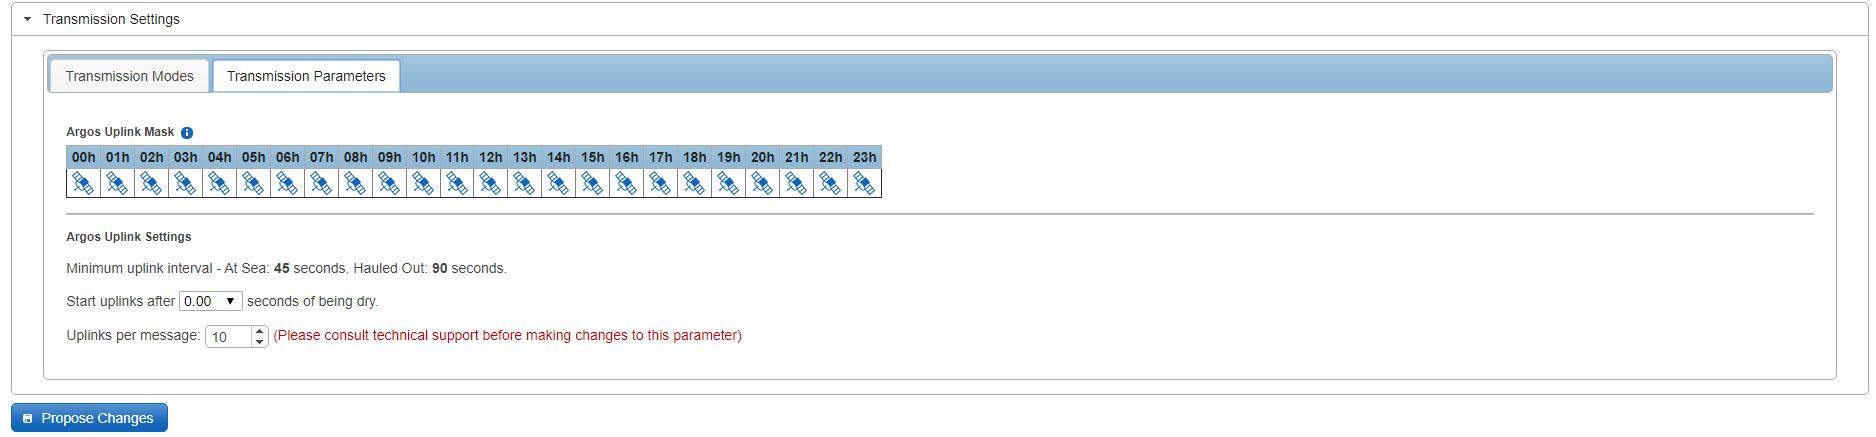 Transmission Settings
Transmission Modes Transmission Parameters
Argos Uplink Mask
00h 01h 02h 03h 04h 05h 06h 07h 08h 09h 10h 11h 12h 13h 14h 15h 16h 17h 18h 19h 20h 21h 22h 23h
Argos Uplink Settings
Minimum uplink interval - At Sea: 45 seconds. Hauled Out: 90 seconds.
Start uplinks after 0.00 seconds of being dry.
Uplinks per message: 10 (Please consult technical support before making changes to this parameter)
Propose Changes